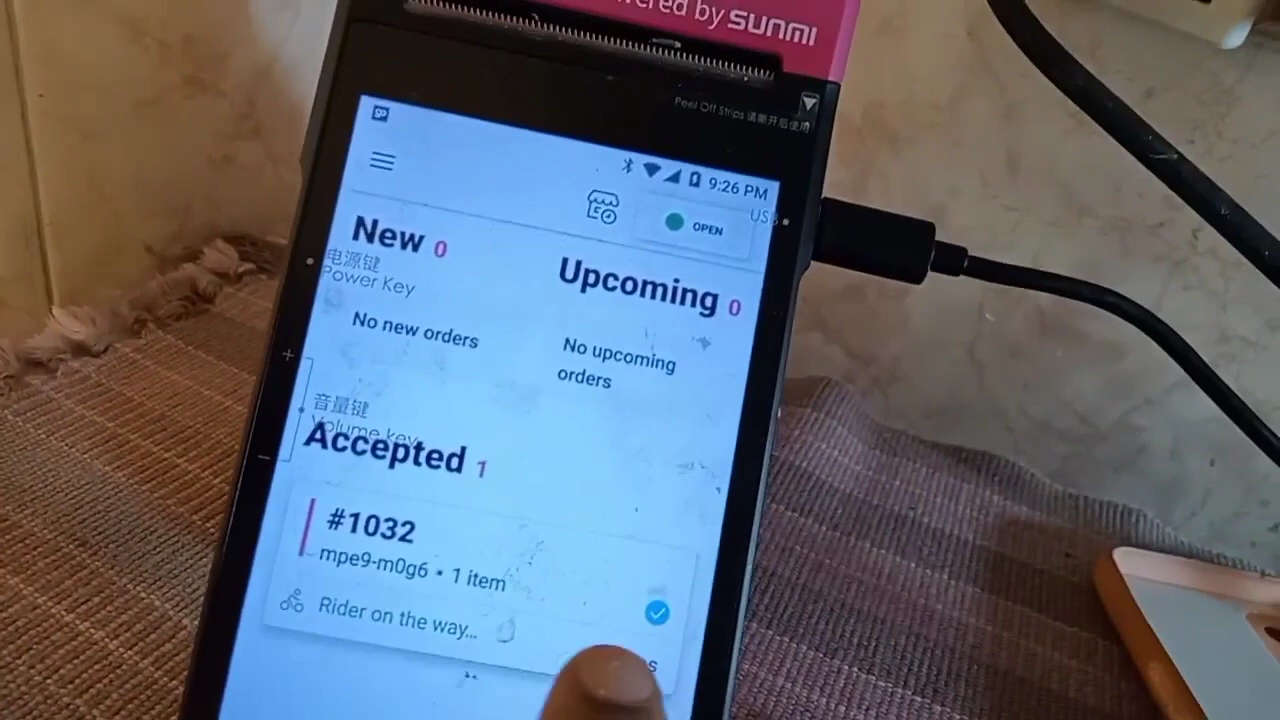 powered by SUNMI
Peel Off Strips 请撕开后使用
9:26 PM
OPEN
USB
New 0
Upcoming 0
电源键
Power Key
No new orders
No upcoming
orders
+
音量键
Volume key
Accepted 1
-
#1032
mpe9-m0g6 • 1 item
Rider on the way...